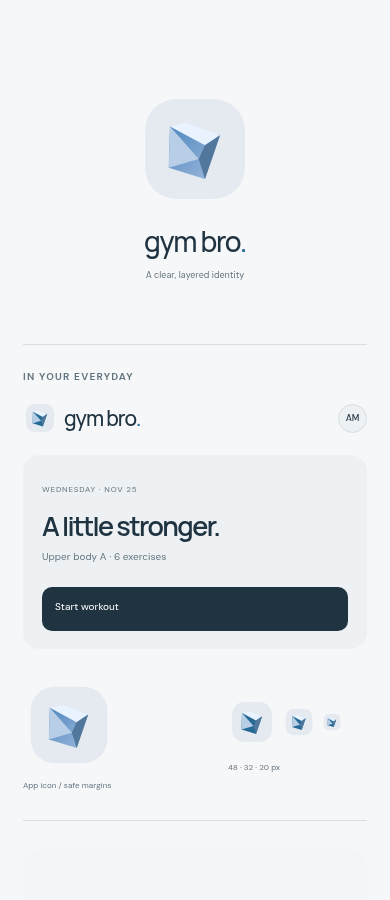 gym bro.
A clear, layered identity
IN YOUR EVERYDAY
gym bro.
AM
WEDNESDAY · NOV 25
A little stronger.
Upper body A · 6 exercises
Start workout
App icon / safe margins
48 · 32 · 20 px